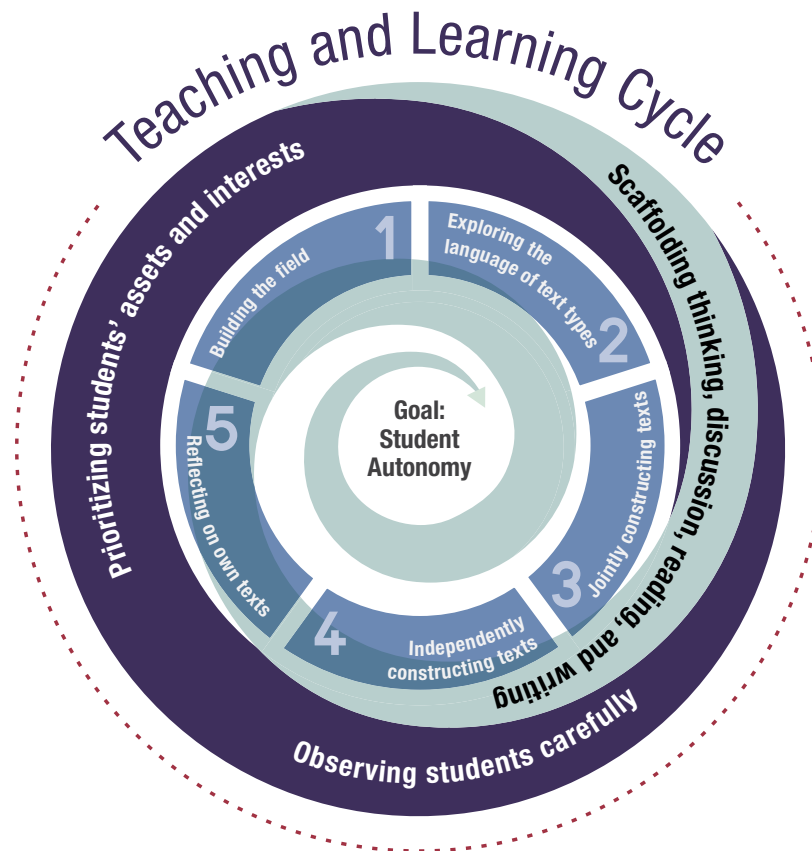 Teaching and Learning Cycle
Prioritizing students’ assets and interests
Scaffolding thinking, discussion, reading, and writing
Observing students carefully
1
Building the field
Exploring the
language of text types
2
3
Jointly constructing texts
4
Independently
constructing texts
5
Reflecting on own texts
Goal:
Student
Autonomy